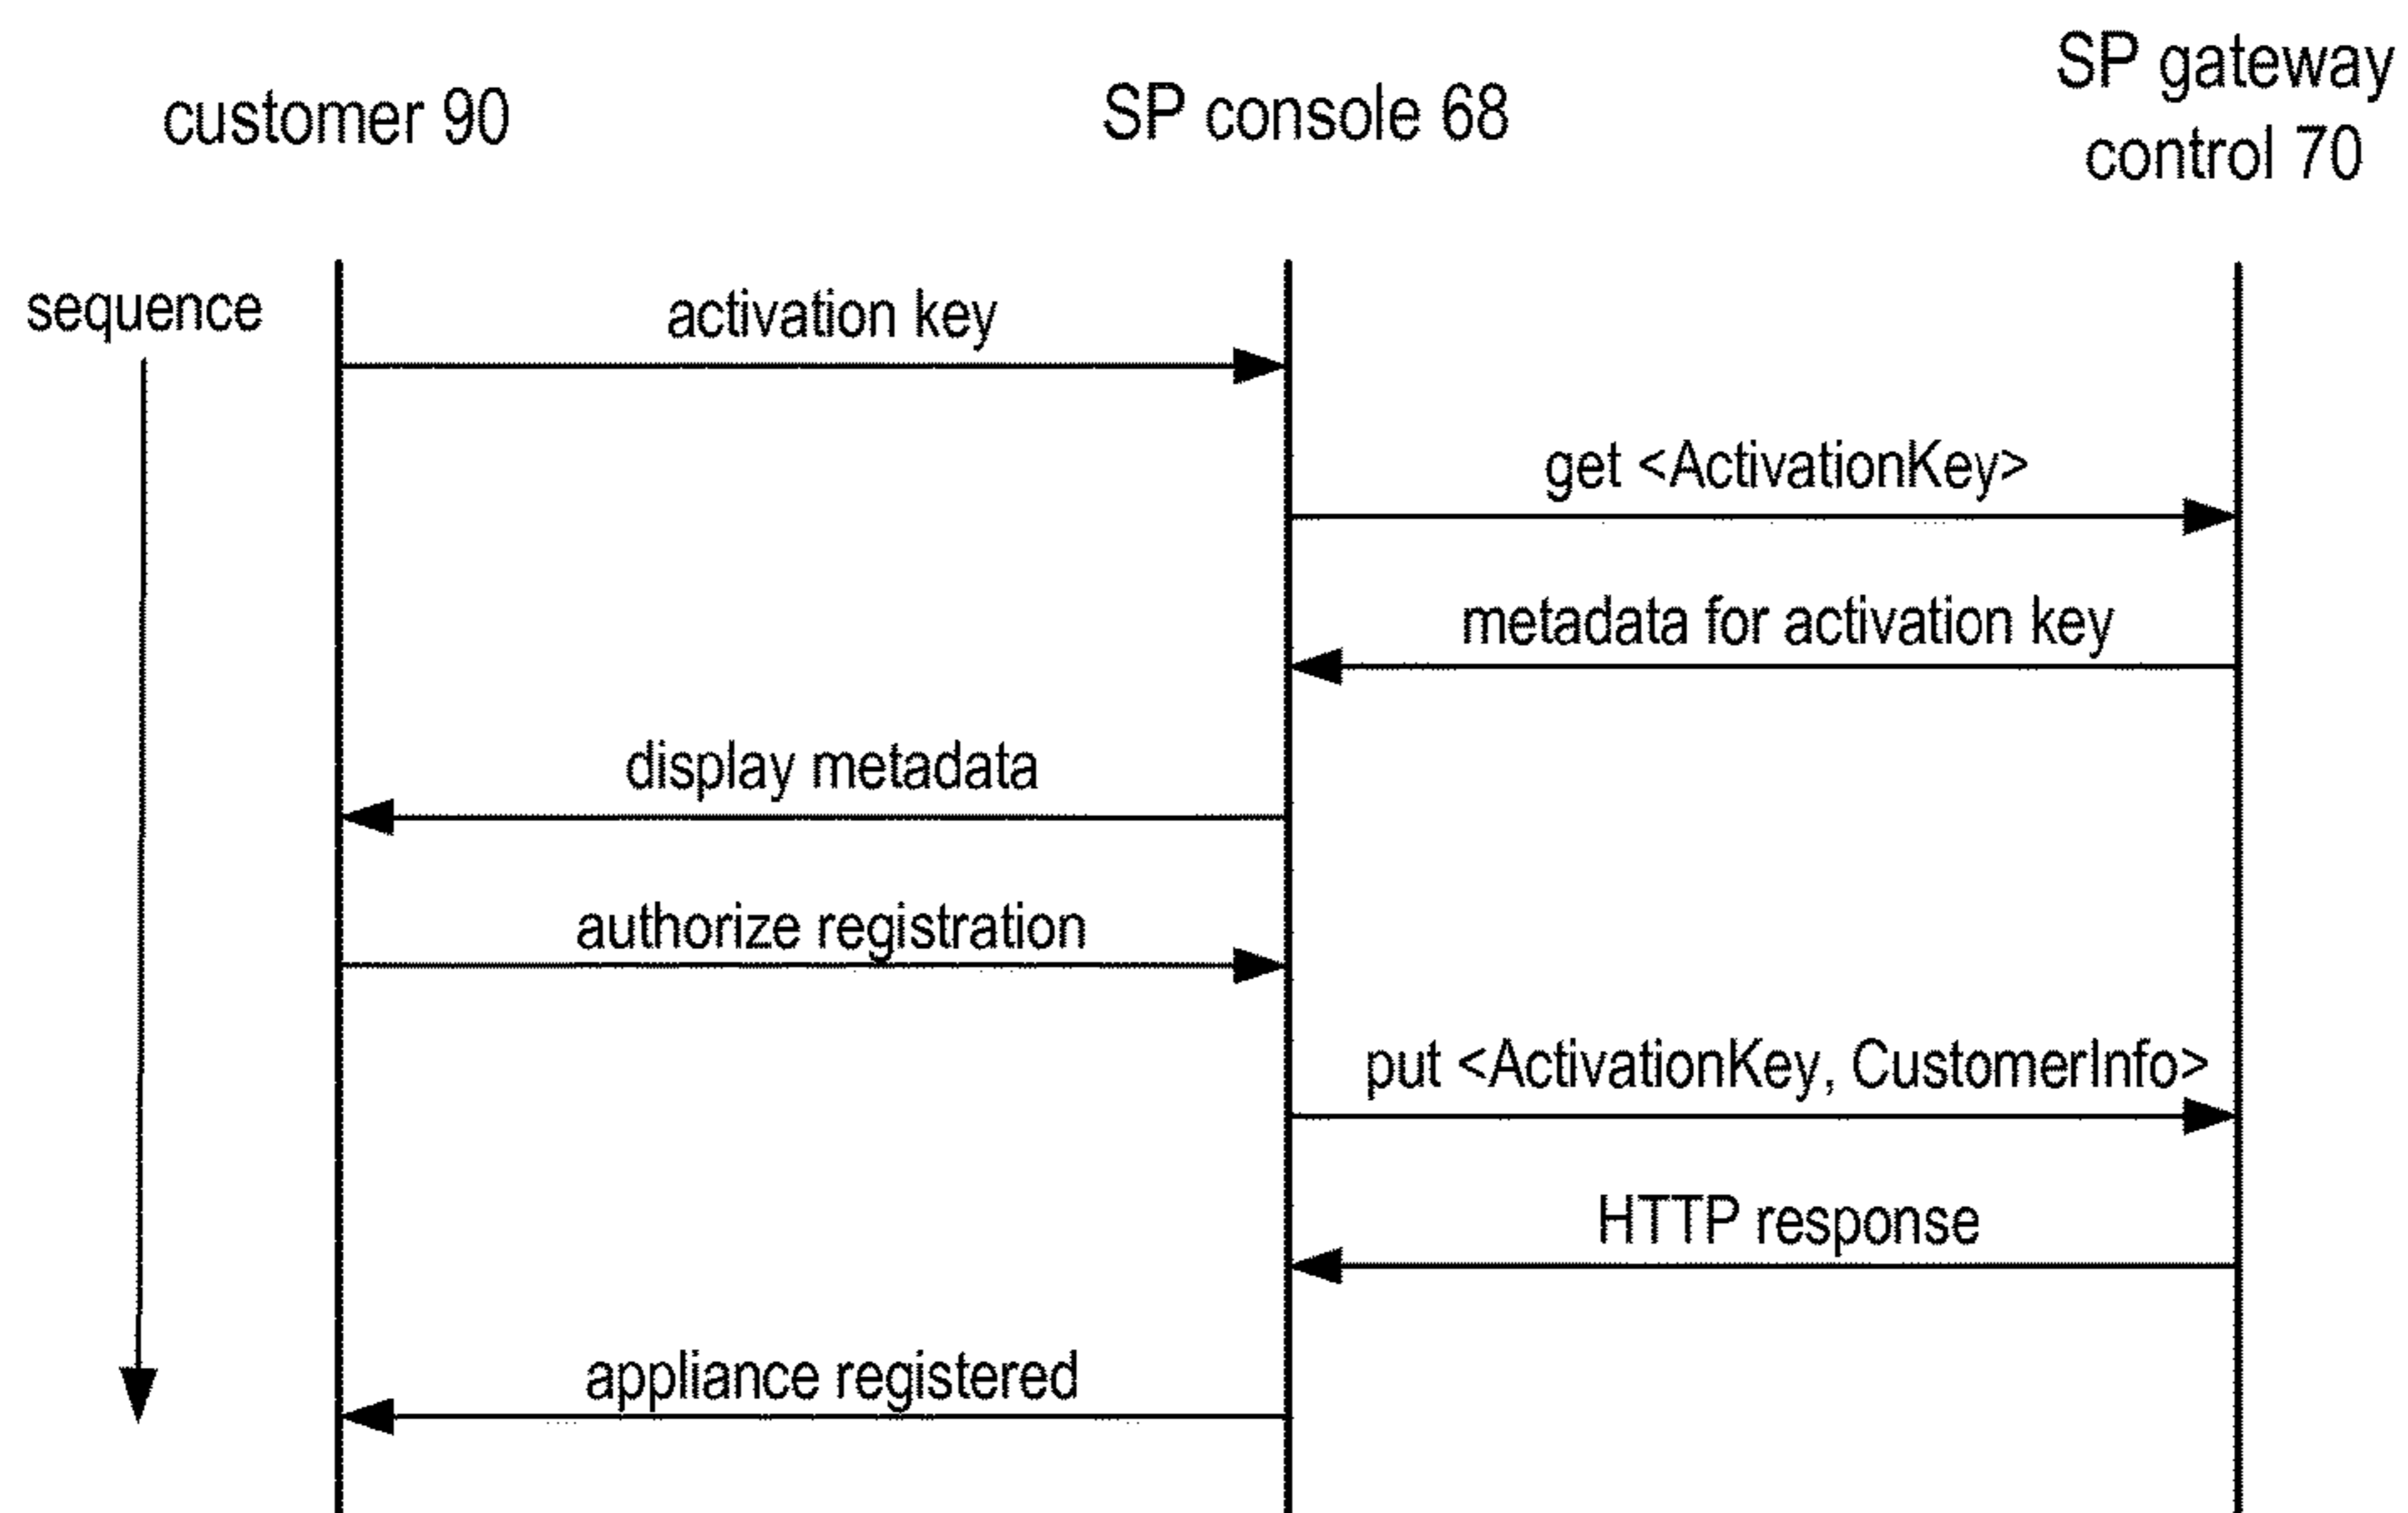 customer 90
SP console 68
SP gateway
control 70
sequence
activation key
get <ActivationKey>
metadata for activation key
display metadata
authorize registration
put <ActivationKey, CustomerInfo>
HTTP response
appliance registered